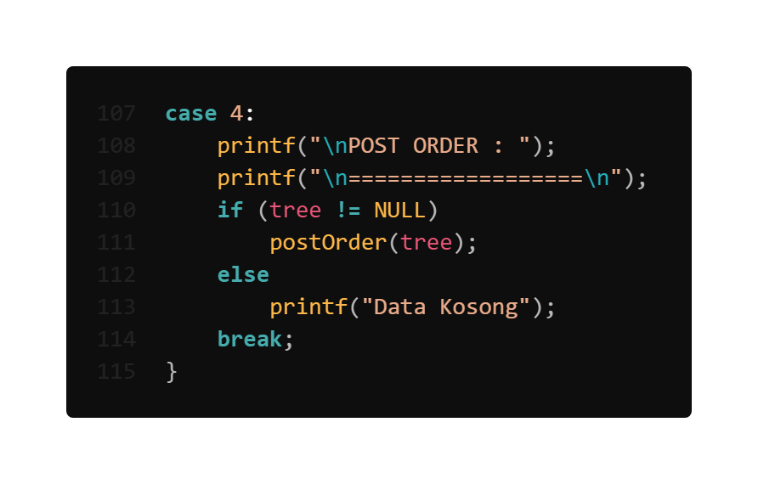 107 case 4:
108     printf("\nPOST ORDER : ");
109     printf("\n==================\n");
110     if (tree != NULL)
111         postOrder(tree);
112     else
113         printf("Data Kosong");
114     break;
115 }